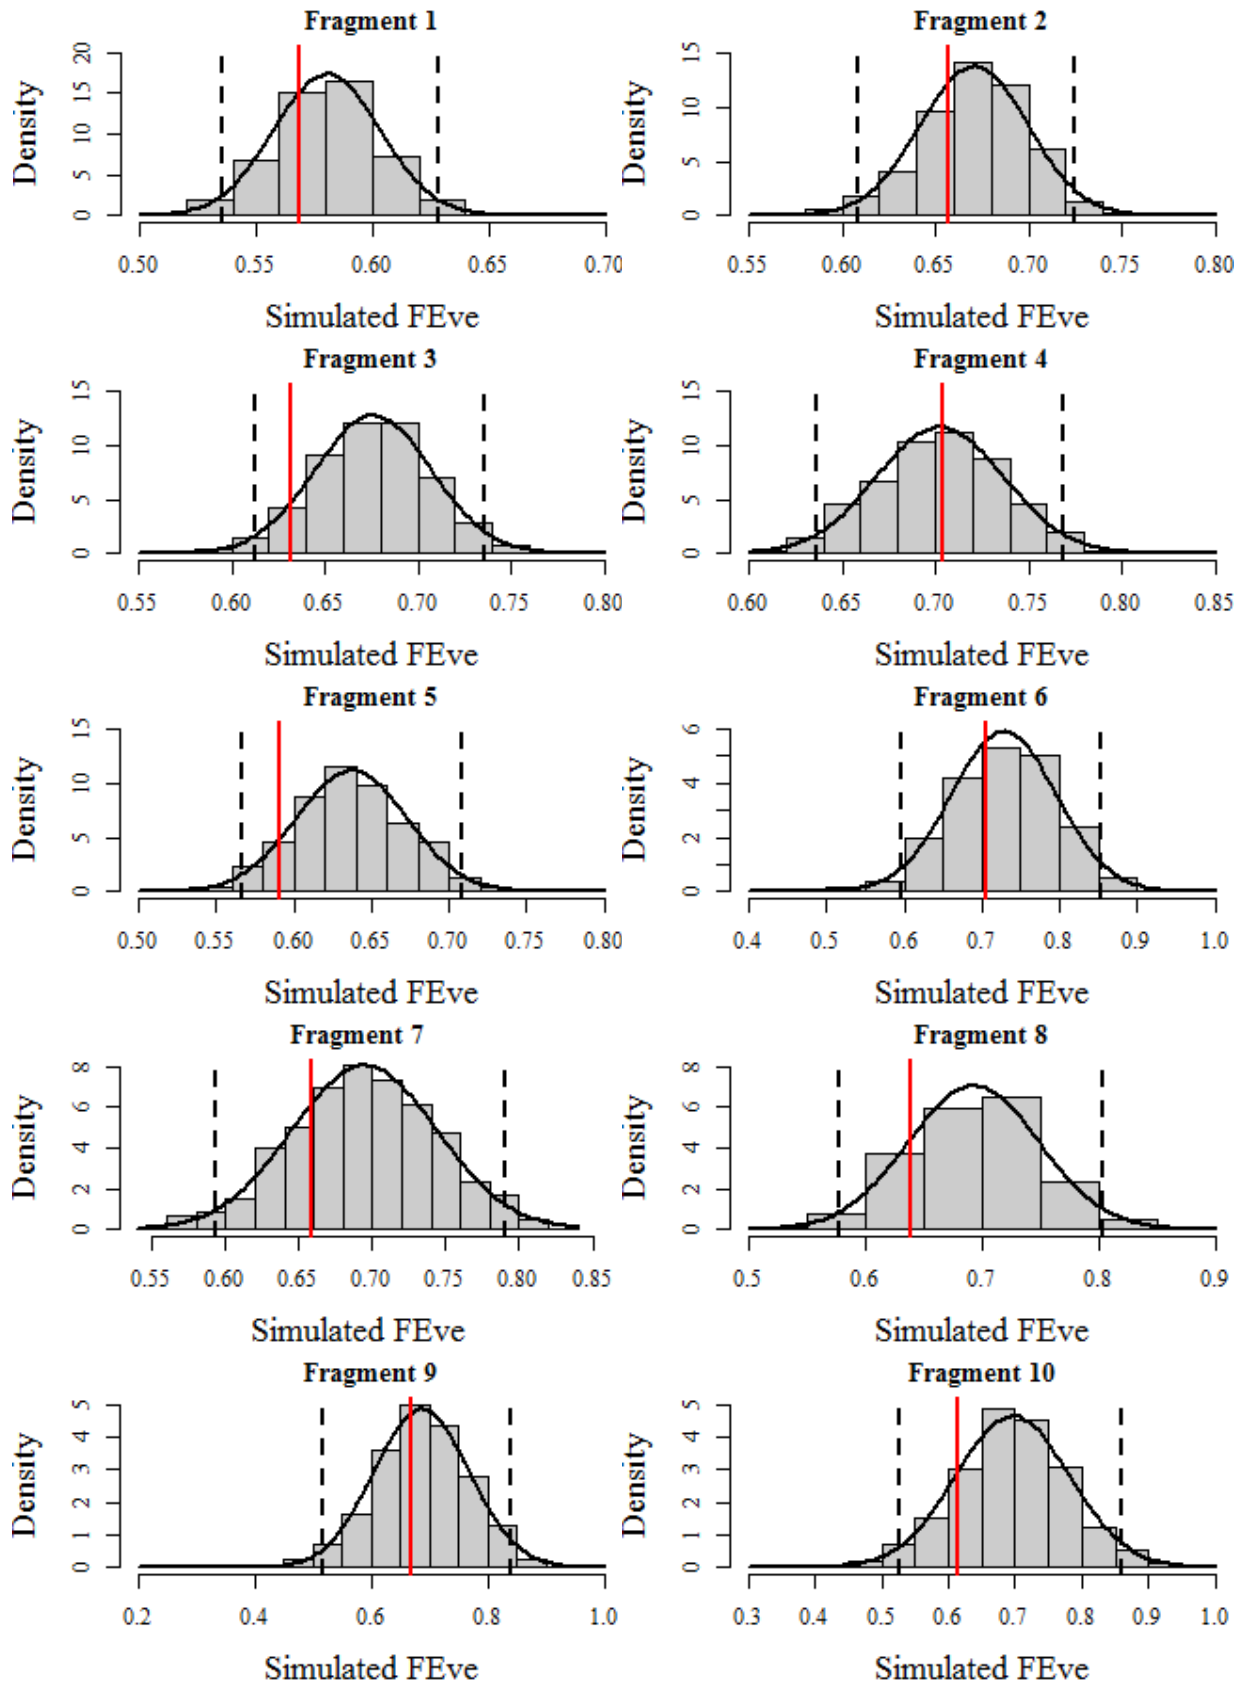 Fragment 1
Density
0 5 10 15 20
0.50 0.55 0.60 0.65 0.70
Simulated FEve
Fragment 2
Density
0 5 10 15
0.55 0.60 0.65 0.70 0.75 0.80
Simulated FEve
Fragment 3
Density
0 5 10 15
0.55 0.60 0.65 0.70 0.75 0.80
Simulated FEve
Fragment 4
Density
0 5 10 15
0.60 0.65 0.70 0.75 0.80 0.85
Simulated FEve
Fragment 5
Density
0 5 10 15
0.50 0.55 0.60 0.65 0.70 0.75 0.80
Simulated FEve
Fragment 6
Density
0 2 4 6
0.4 0.5 0.6 0.7 0.8 0.9 1.0
Simulated FEve
Fragment 7
Density
0 2 4 6 8
0.55 0.60 0.65 0.70 0.75 0.80 0.85
Simulated FEve
Fragment 8
Density
0 2 4 6 8
0.5 0.6 0.7 0.8 0.9
Simulated FEve
Fragment 9
Density
0 1 2 3 4 5
0.2 0.4 0.6 0.8 1.0
Simulated FEve
Fragment 10
Density
0 1 2 3 4 5
0.3 0.4 0.5 0.6 0.7 0.8 0.9 1.0
Simulated FEve